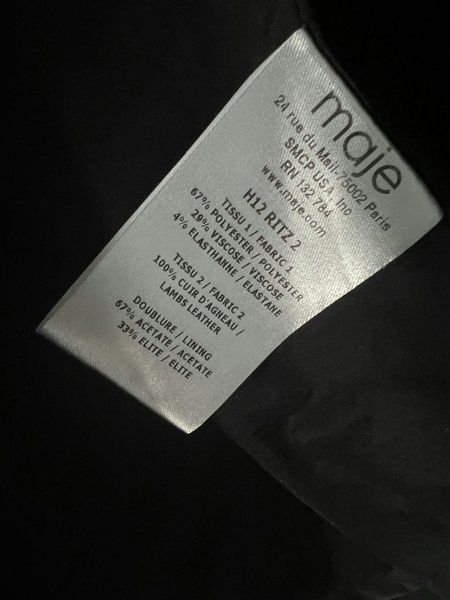 maje
24 rue du Mail-75002 Paris
SMCP USA, Inc
RN 132 784
www.maje.com
H12 RITZ 2
TISSU 1 / FABRIC 1
67% POLYESTER / POLYESTER
29% VISCOSE / VISCOSE
4% ELASTHANNE / ELASTANE
TISSU 2 / FABRIC 2
100% CUIR D'AGNEAU /
LAMBS LEATHER
DOUBLURE / LINING
67% ACETATE / ACETATE
33% ELITE / ELITE